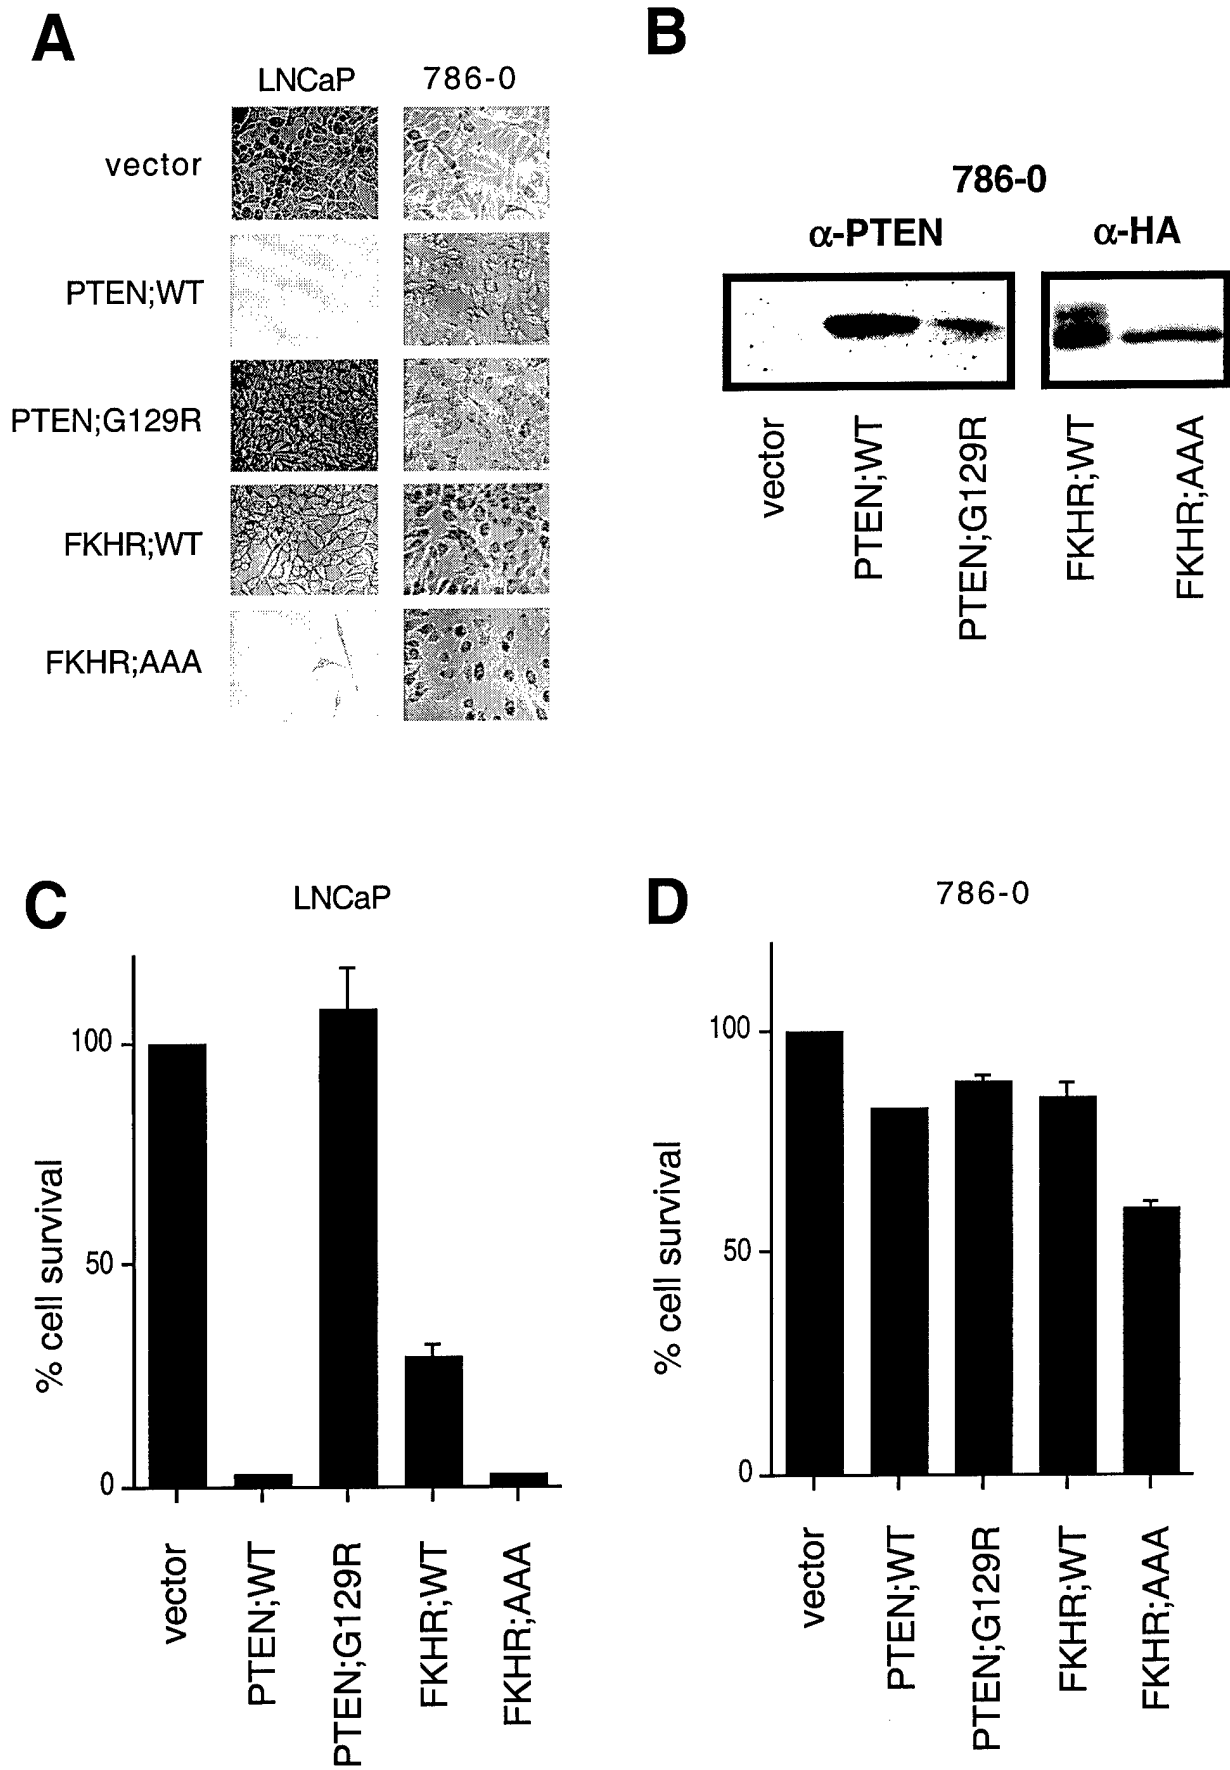 A
LNCaP 786-0
vector
PTEN;WT
PTEN;G129R
FKHR;WT
FKHR;AAA
B
786-0
α-PTEN α-HA
vector
PTEN;WT
PTEN;G129R
FKHR;WT
FKHR;AAA
C
LNCaP
% cell survival
100
50
0
vector
PTEN;WT
PTEN;G129R
FKHR;WT
FKHR;AAA
D
786-0
% cell survival
100
50
0
vector
PTEN;WT
PTEN;G129R
FKHR;WT
FKHR;AAA